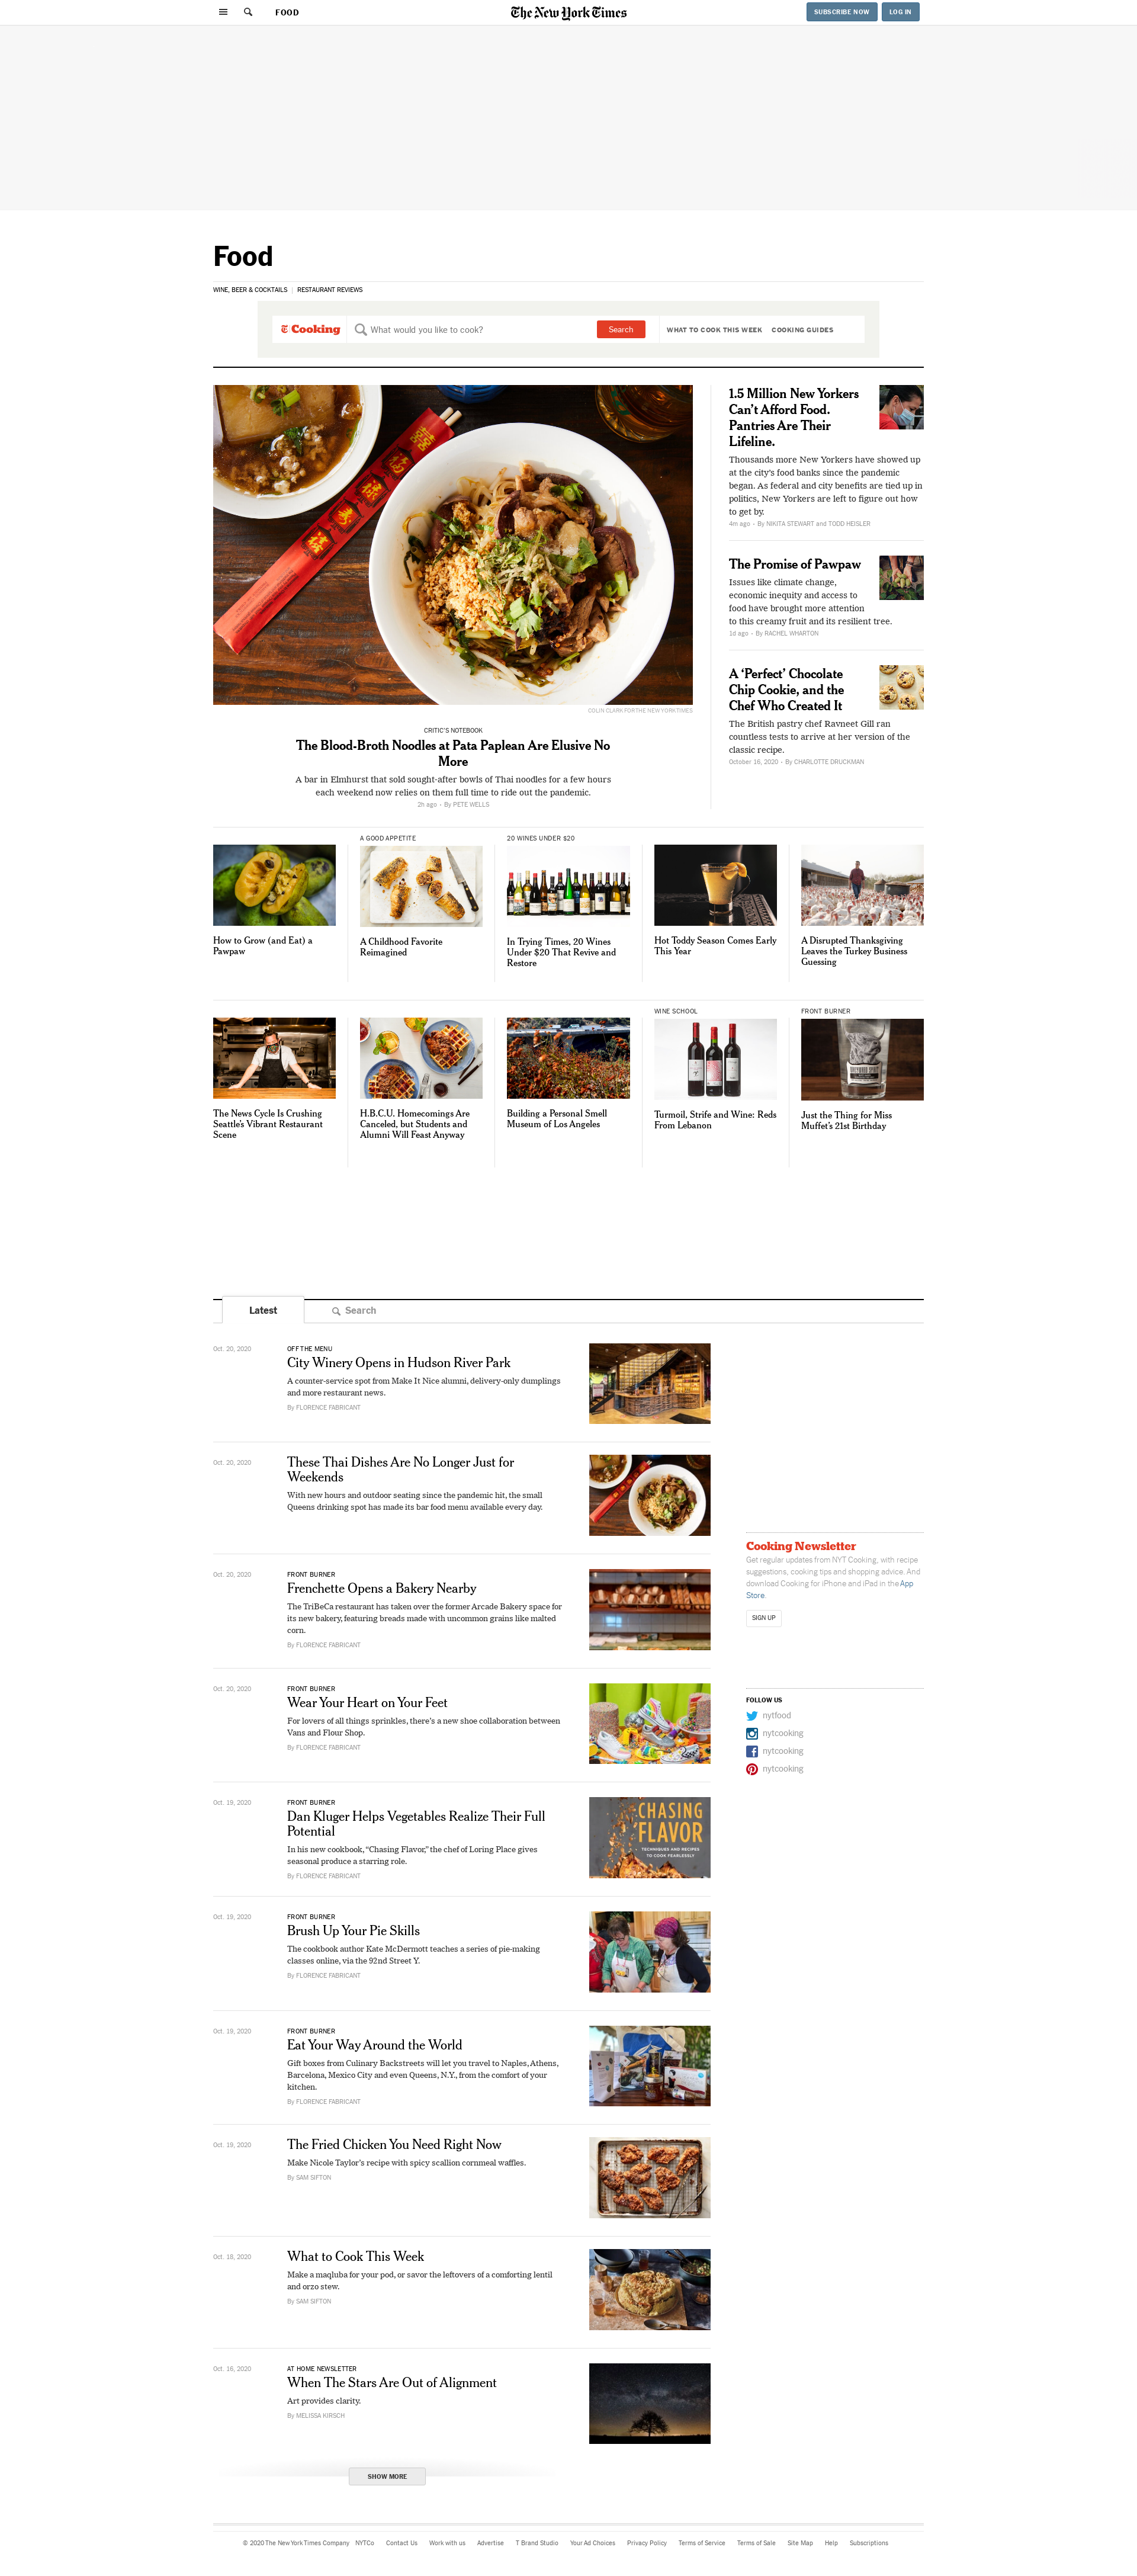 FOOD
The New York Times
SUBSCRIBE NOW
LOG IN
Food
WINE, BEER & COCKTAILS
RESTAURANT REVIEWS
Cooking
What would you like to cook?
Search
WHAT TO COOK THIS WEEK
COOKING GUIDES
COLIN CLARK FOR THE NEW YORK TIMES
CRITIC'S NOTEBOOK
The Blood-Broth Noodles at Pata Paplean Are Elusive No
More
A bar in Elmhurst that sold sought-after bowls of Thai noodles for a few hours
each weekend now relies on them full time to ride out the pandemic.
2h ago • By PETE WELLS
1.5 Million New Yorkers
Can't Afford Food.
Pantries Are Their
Lifeline.
Thousands more New Yorkers have showed up
at the city's food banks since the pandemic
began. As federal and city benefits are tied up in
politics, New Yorkers are left to figure out how
to get by.
4m ago • By NIKITA STEWART and TODD HEISLER
The Promise of Pawpaw
Issues like climate change,
economic inequity and access to
food have brought more attention
to this creamy fruit and its resilient tree.
1d ago • By RACHEL WHARTON
A 'Perfect' Chocolate
Chip Cookie, and the
Chef Who Created It
The British pastry chef Ravneet Gill ran
countless tests to arrive at her version of the
classic recipe.
October 16, 2020 • By CHARLOTTE DRUCKMAN
How to Grow (and Eat) a
Pawpaw
A GOOD APPETITE
A Childhood Favorite
Reimagined
20 WINES UNDER $20
In Trying Times, 20 Wines
Under $20 That Revive and
Restore
Hot Toddy Season Comes Early
This Year
A Disrupted Thanksgiving
Leaves the Turkey Business
Guessing
The News Cycle Is Crushing
Seattle's Vibrant Restaurant
Scene
H.B.C.U. Homecomings Are
Canceled, but Students and
Alumni Will Feast Anyway
Building a Personal Smell
Museum of Los Angeles
WINE SCHOOL
Turmoil, Strife and Wine: Reds
From Lebanon
FRONT BURNER
Just the Thing for Miss
Muffet's 21st Birthday
Latest
Search
Oct. 20, 2020
OFF THE MENU
City Winery Opens in Hudson River Park
A counter-service spot from Make It Nice alumni, delivery-only dumplings
and more restaurant news.
By FLORENCE FABRICANT
Oct. 20, 2020
These Thai Dishes Are No Longer Just for
Weekends
With new hours and outdoor seating since the pandemic hit, the small
Queens drinking spot has made its bar food menu available every day.
Oct. 20, 2020
FRONT BURNER
Frenchette Opens a Bakery Nearby
The TriBeCa restaurant has taken over the former Arcade Bakery space for
its new bakery, featuring breads made with uncommon grains like malted
corn.
By FLORENCE FABRICANT
Oct. 20, 2020
FRONT BURNER
Wear Your Heart on Your Feet
For lovers of all things sprinkles, there's a new shoe collaboration between
Vans and Flour Shop.
By FLORENCE FABRICANT
Oct. 19, 2020
FRONT BURNER
Dan Kluger Helps Vegetables Realize Their Full
Potential
In his new cookbook, "Chasing Flavor," the chef of Loring Place gives
seasonal produce a starring role.
By FLORENCE FABRICANT
CHASING
FLAVOR
TECHNIQUES AND RECIPES
TO COOK FEARLESSLY
Oct. 19, 2020
FRONT BURNER
Brush Up Your Pie Skills
The cookbook author Kate McDermott teaches a series of pie-making
classes online, via the 92nd Street Y.
By FLORENCE FABRICANT
Oct. 19, 2020
FRONT BURNER
Eat Your Way Around the World
Gift boxes from Culinary Backstreets will let you travel to Naples, Athens,
Barcelona, Mexico City and even Queens, N.Y., from the comfort of your
kitchen.
By FLORENCE FABRICANT
Oct. 19, 2020
The Fried Chicken You Need Right Now
Make Nicole Taylor's recipe with spicy scallion cornmeal waffles.
By SAM SIFTON
Oct. 18, 2020
What to Cook This Week
Make a maqluba for your pod, or savor the leftovers of a comforting lentil
and orzo stew.
By SAM SIFTON
Oct. 16, 2020
AT HOME NEWSLETTER
When The Stars Are Out of Alignment
Art provides clarity.
By MELISSA KIRSCH
SHOW MORE
Cooking Newsletter
Get regular updates from NYT Cooking, with recipe
suggestions, cooking tips and shopping advice. And
download Cooking for iPhone and iPad in the App
Store.
SIGN UP
FOLLOW US
nytfood
nytcooking
nytcooking
nytcooking
© 2020 The New York Times Company NYTCo Contact Us Work with us Advertise T Brand Studio Your Ad Choices Privacy Policy Terms of Service Terms of Sale Site Map Help Subscriptions